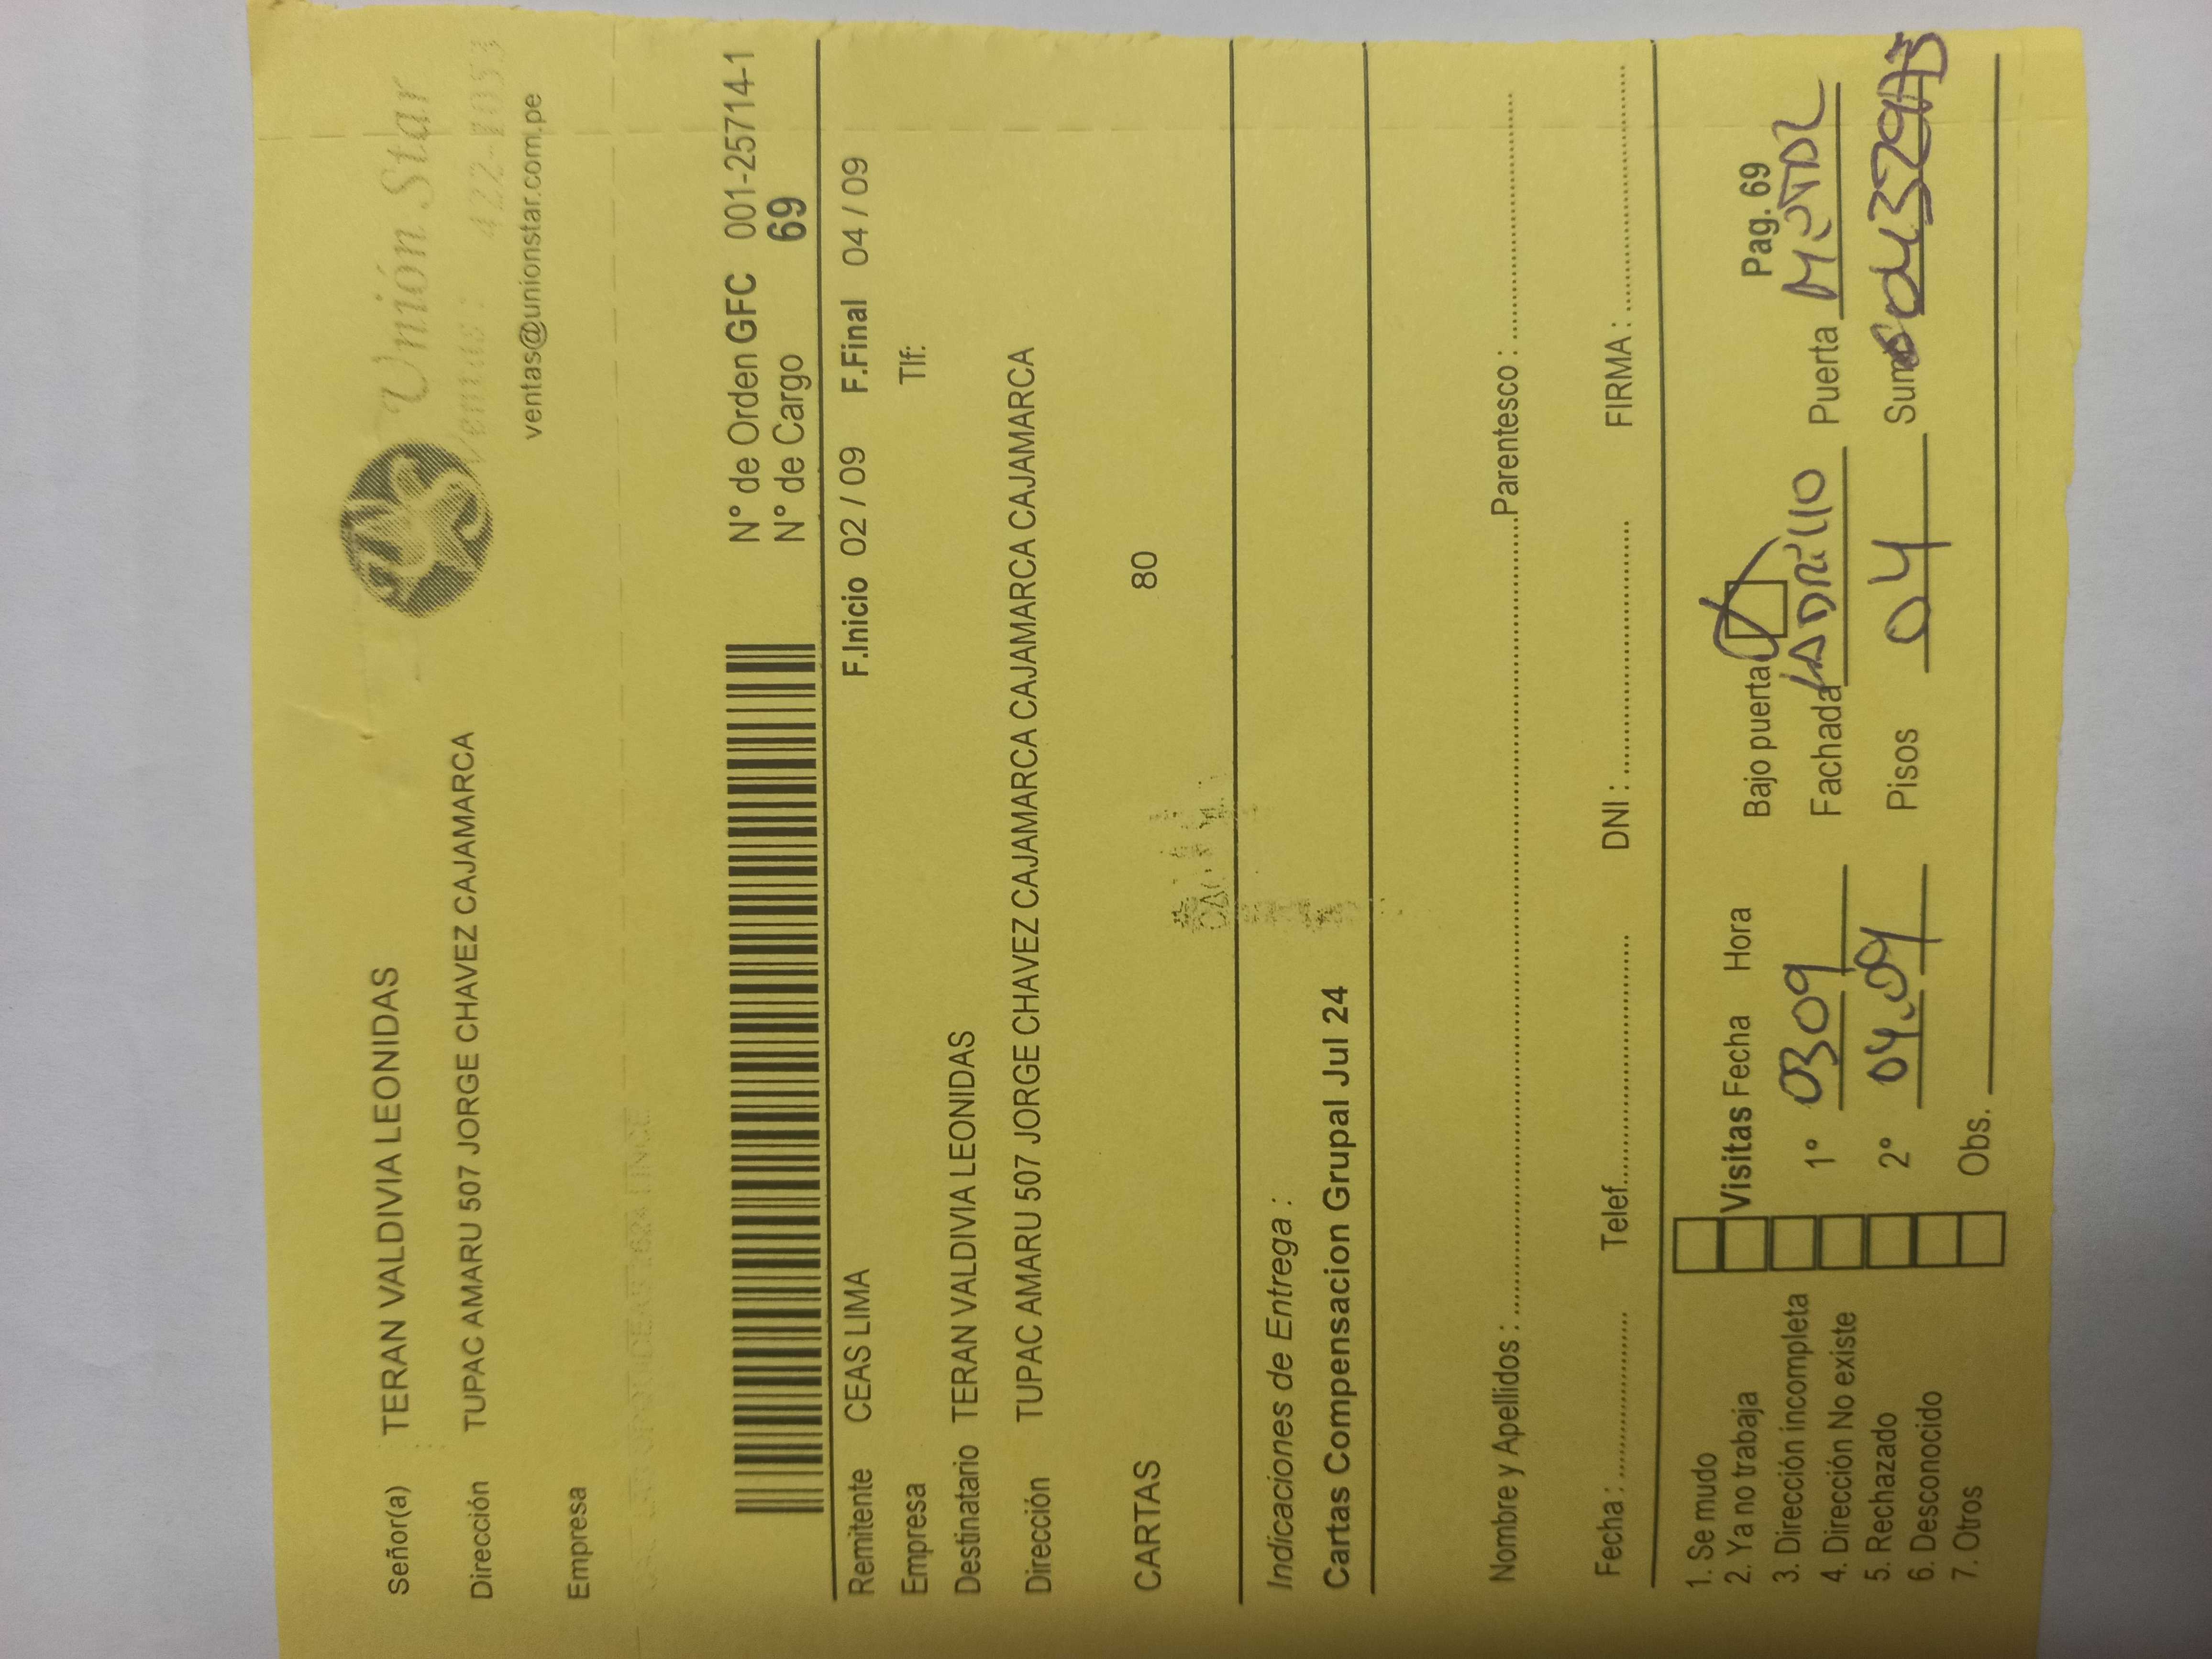 Unión Star
Ventas: 422-1053
ventas@unionstar.com.pe
Señor(a) TERAN VALDIVIA LEONIDAS
Dirección TUPAC AMARU 507 JORGE CHAVEZ CAJAMARCA
Empresa
N° de Orden GFC 001-25714-1
N° de Cargo 69
Remitente CEAS LIMA F.Inicio 02 / 09 F.Final 04 / 09
Empresa Tlf:
Destinatario TERAN VALDIVIA LEONIDAS
Dirección TUPAC AMARU 507 JORGE CHAVEZ CAJAMARCA CAJAMARCA CAJAMARCA
CARTAS 80
Indicaciones de Entrega :
Cartas Compensacion Grupal Jul 24
Nombre y Apellidos : Parentesco :
Fecha : Telef. DNI : FIRMA :
1. Se mudo
2. Ya no trabaja
3. Dirección incompleta
4. Dirección No existe
5. Rechazado
6. Desconocido
7. Otros
Visitas Fecha Hora Bajo puerta Pag. 69
1° 03 09 Fachada LADRILLO Puerta METAL
2° 04.09 Pisos 04
Obs.